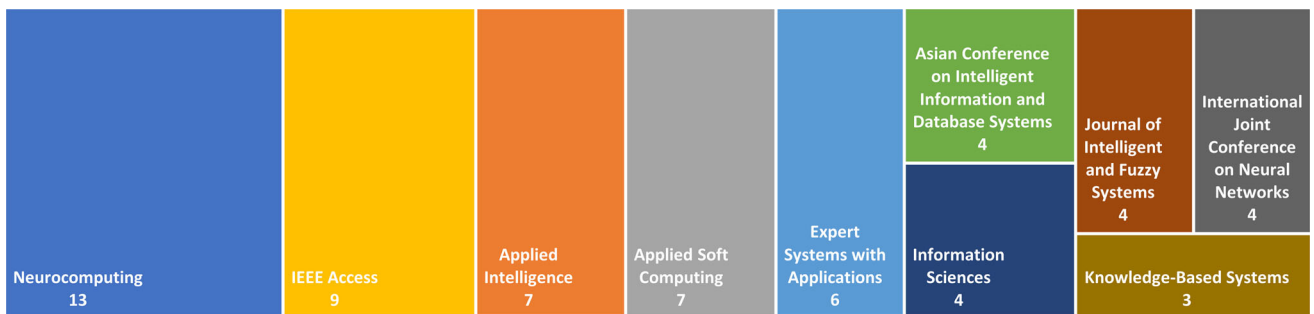 Neurocomputing
13
IEEE Access
9
Applied
Intelligence
7
Applied Soft
Computing
7
Expert
Systems with
Applications
6
Asian Conference
on Intelligent
Information and
Database Systems
4
Information
Sciences
4
Journal of
Intelligent
and Fuzzy
Systems
4
International
Joint
Conference
on Neural
Networks
4
Knowledge-Based Systems
3